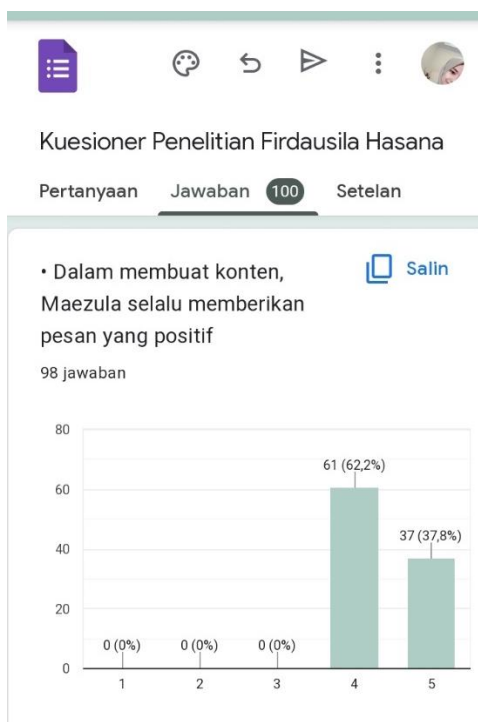 Kuesioner Penelitian Firdausila Hasana
Pertanyaan Jawaban 100 Setelan
• Dalam membuat konten, Salin
Maezula selalu memberikan
pesan yang positif
98 jawaban
80
61 (62,2%)
60
37 (37,8%)
40
20
0 (0%) 0 (0%) 0 (0%)
0
1 2 3 4 5